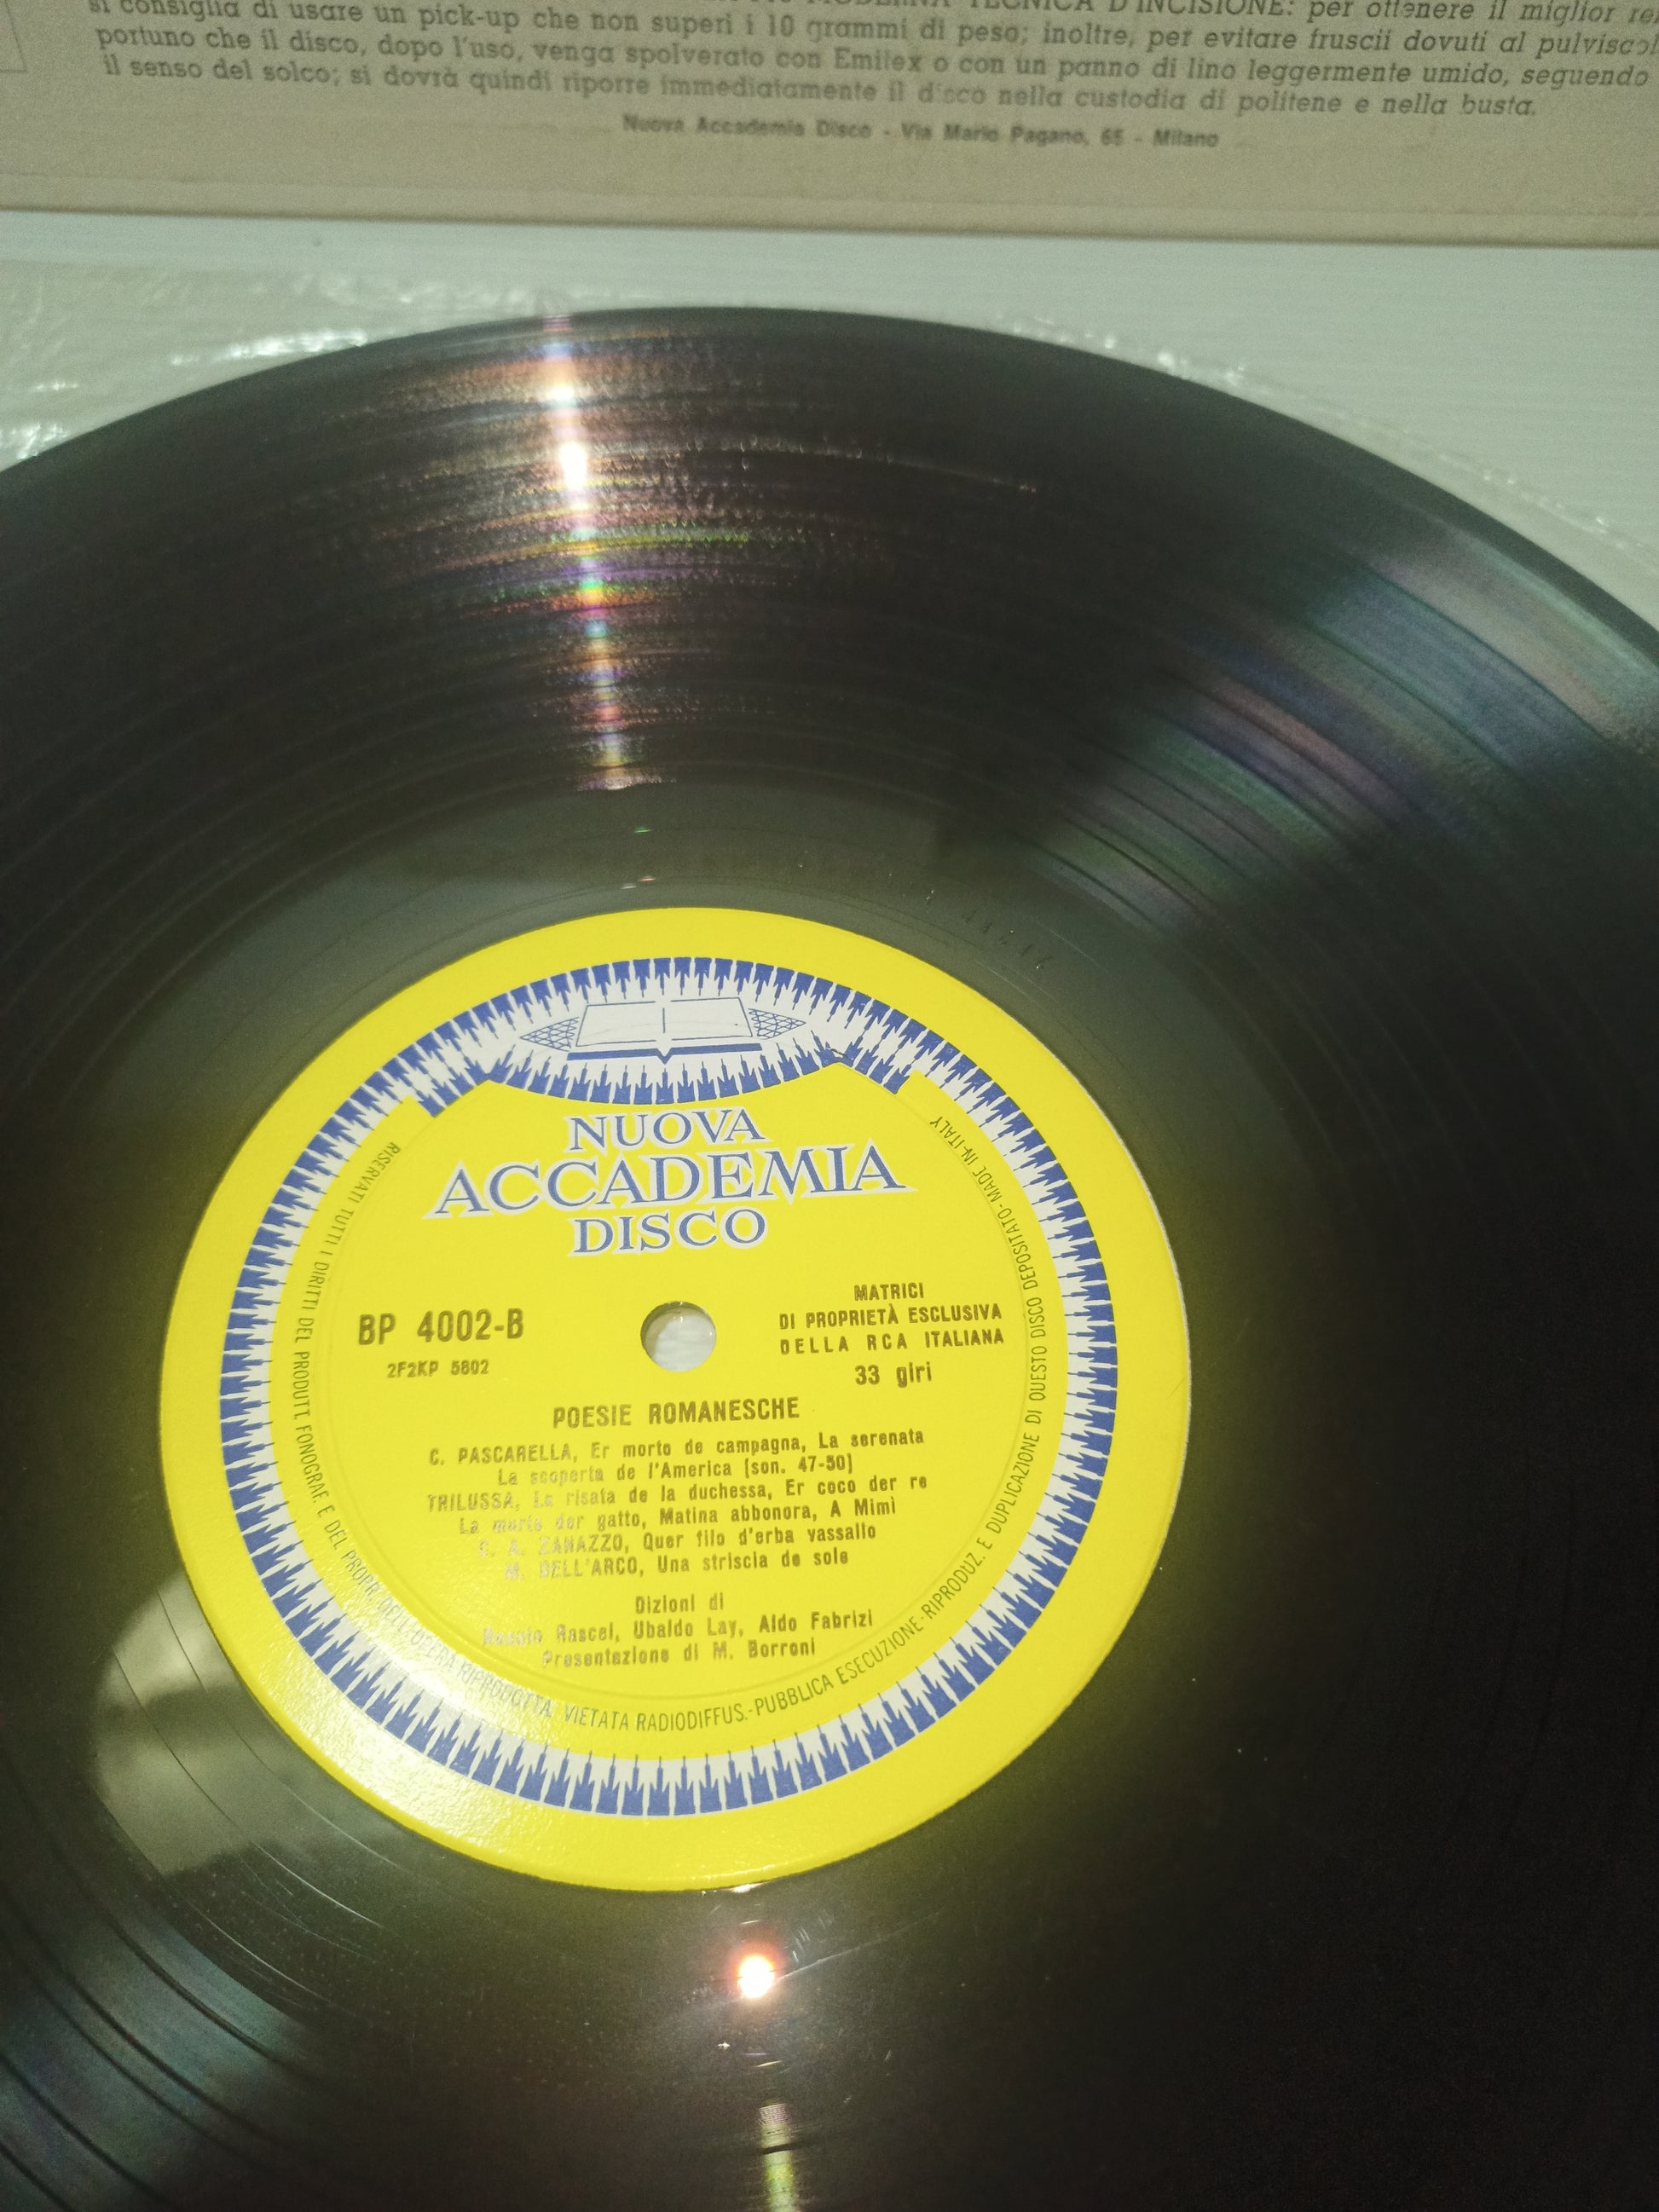 si consiglia di usare un pick-up che non superi i 10 grammi di peso; inoltre, per evitare fruscii dovuti al
portuno che il disco, dopo l'uso, venga spolverato con Emitex o con un panno di lino leggermente umido, seguendo
il senso del solco; si dovrà quindi riporre immediatamente il disco nella custodia di politene e nella busta.
Nuova Accademia Disco - Via Mario Pagano, 65 - Milano
NUOVA
ACCADEMIA
DISCO
BP 4002-B
2F2KP 5802
MATRICI
DI PROPRIETÀ ESCLUSIVA
DELLA RCA ITALIANA
33 giri
POESIE ROMANESCHE
C. PASCARELLA, Er morto de campagna, La serenata
La scoperta de l'America (son. 47-50)
TRILUSSA, La risata de la duchessa, Er coco der re
La morte der gatto, Matina abbonora, A Mimì
G. A. ZANAZZO, Quer filo d'erba vassallo
M. DELL'ARCO, Una striscia de sole
Dizioni di
Renato Rascel, Ubaldo Lay, Aldo Fabrizi
Presentazione di M. Borroni
RISERVATI TUTTI I DIRITTI DEL PRODUTT. FONOGRAF. E DEL PROPR. DELL'OPERA RIPRODOTTA. VIETATA RADIODIFFUS.-PUBBLICA ESECUZIONE-RIPRODUZ. E DUPLICAZIONE DI QUESTO DISCO DEPOSITATO-MADE IN ITALY